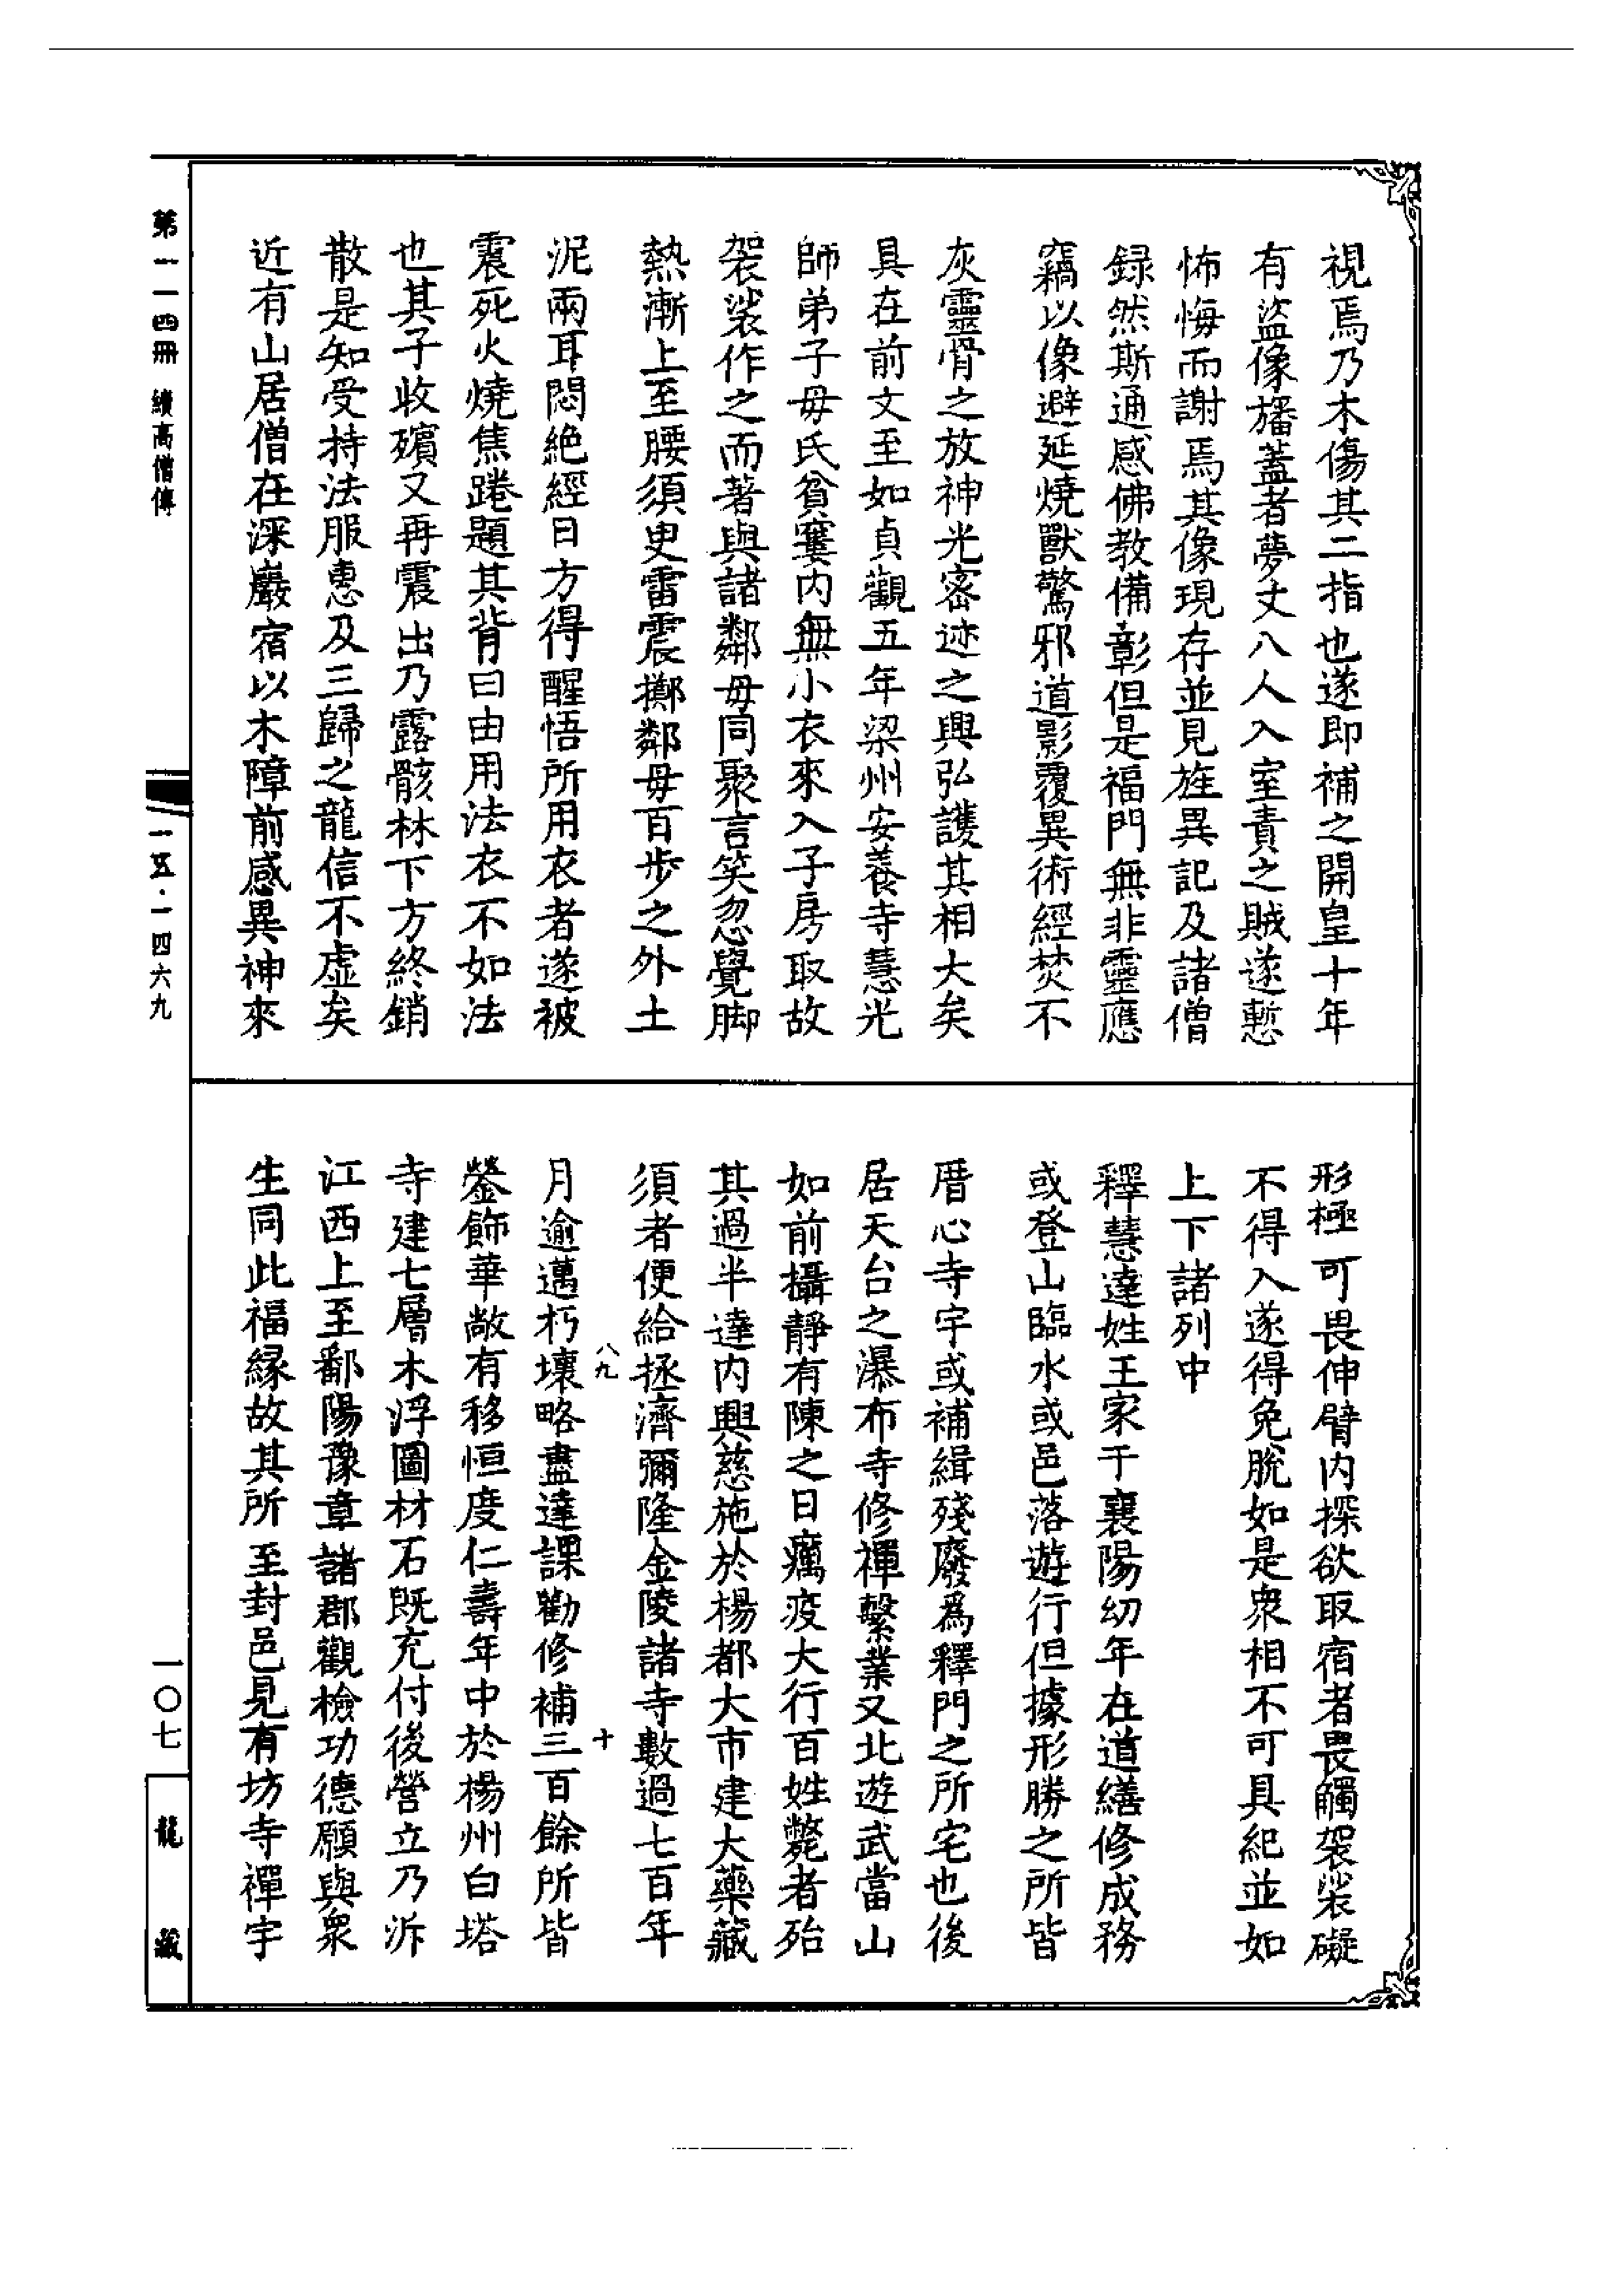 視焉乃木傷其二指也遂即補之開皇十年
有盜像旛蓋者夢丈八人入室責之賊遂慙
怖悔而謝焉其像現存並見旌異記及諸僧
録然斯通感佛教備彰但是福門無非靈應
竊以像避延燒獸驚邪道影覆異術經焚不
灰靈骨之放神光密迹之興弘護其相大矣
具在前文至如貞觀五年梁州安養寺慧光
師弟子母氏貧窶内無小衣來入子房取故
袈裟作之而著與諸鄰母同聚言笑忽覺脚
熱漸上至腰須臾雷震擲鄰母百步之外土
泥兩耳悶絶經日方得醒悟所用衣者遂被
震死火燒焦踡題其背曰由用法衣不如法
也其子收殯又再震出乃露骸林下方終銷
散是知受持法服惠及三歸之龍信不虚矣
近有山居僧在深巖宿以木障前感異神來
形極可畏伸臂内探欲取宿者畏觸袈裟礙
不得入遂得免脫如是衆相不可具紀並如
上下諸列中
釋慧達姓王家于襄陽幼年在道繕修成務
或登山臨水或邑落遊行但據形勝之所皆
厝心寺宇或補緝殘廢爲釋門之所宅也後
居天台之瀑布寺修禪繫業又北遊武當山
如前攝靜有陳之日癘疫大行百姓斃者殆
其過半達内興慈施於楊都大市建大藥藏
須者便給拯濟彌隆金陵諸寺數過七百年
八九
十
月逾邁朽壞略盡達課勸修補三百餘所皆
鎣飾華敞有移恒度仁壽年中於楊州白塔
寺建七層木浮圖材石既充付後營立乃泝
江西上至鄱陽豫章諸郡觀檢功德願與衆
生同此福縁故其所至封邑見有坊寺禪宇
第一一四冊
續高僧傳
一五·一四六九
一〇七
龍藏